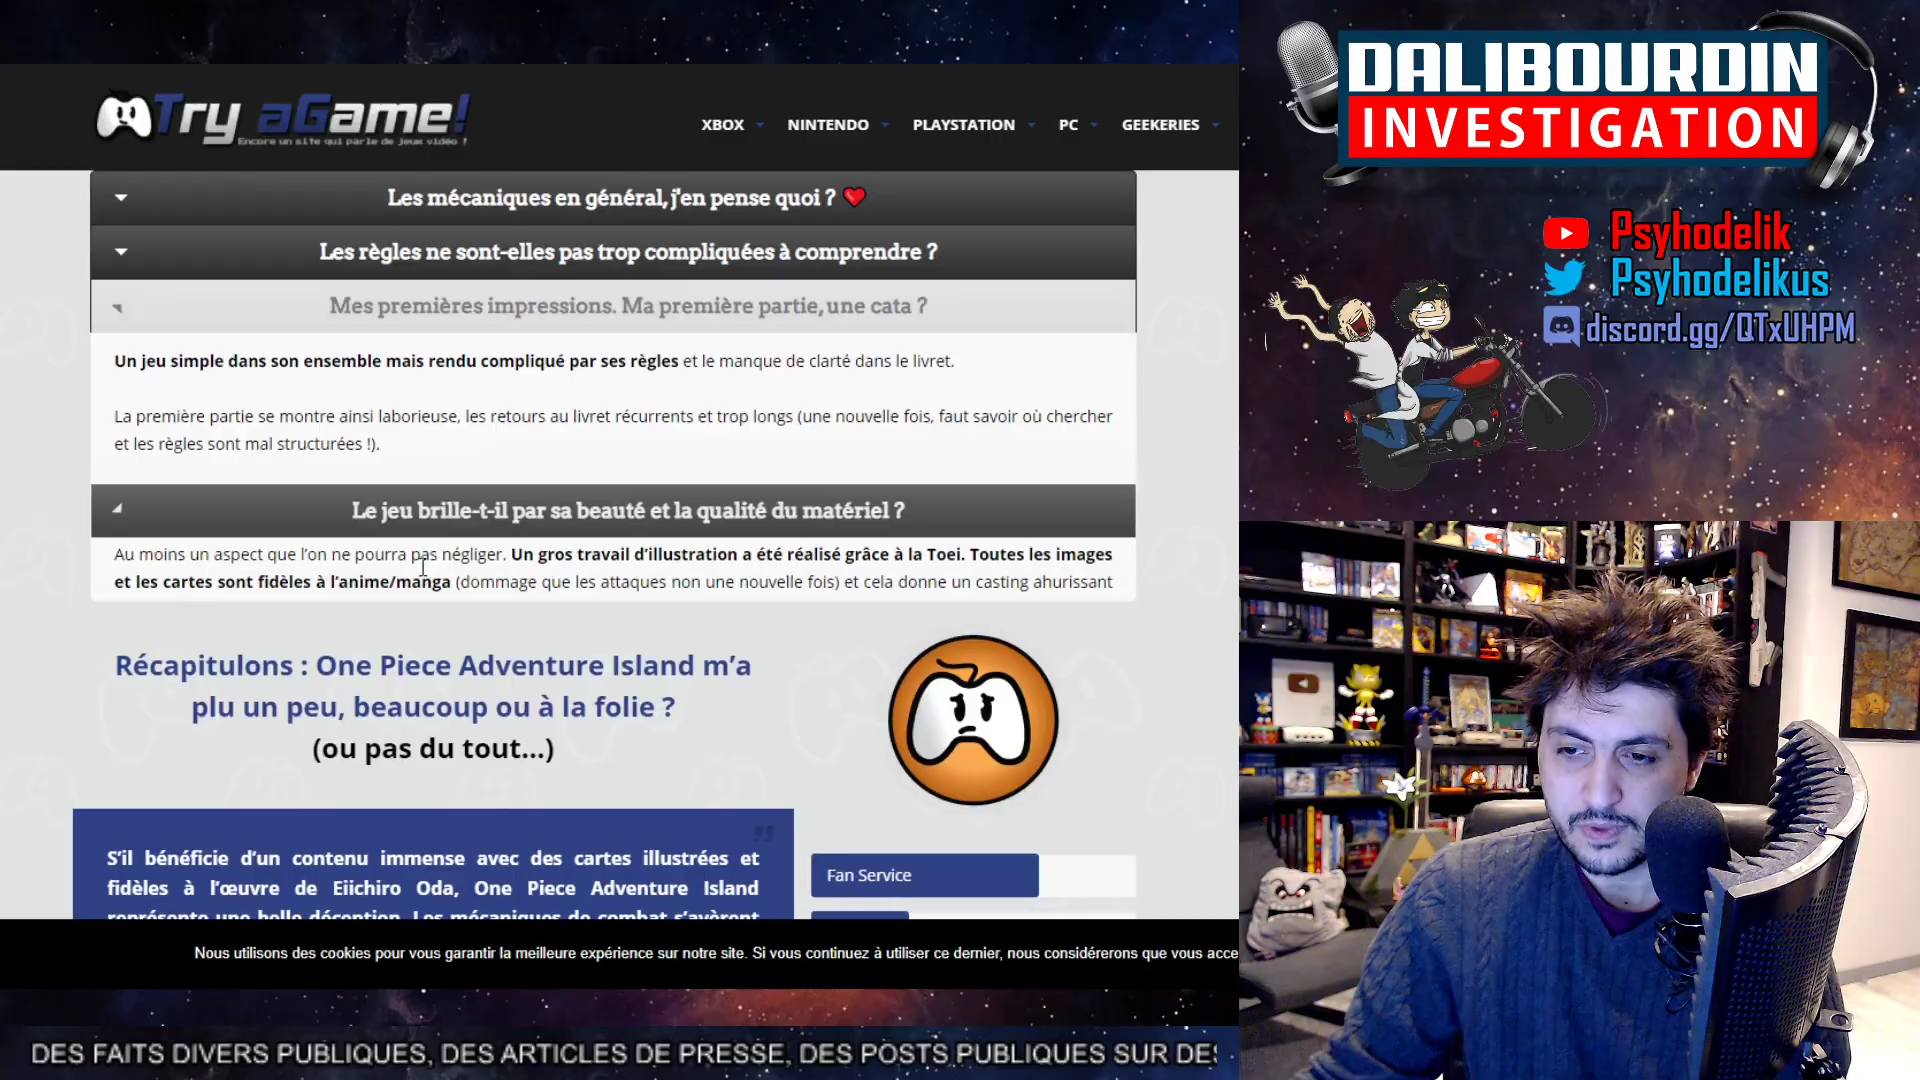 Try aGame!
Encore un site qui parle de jeux vidéo !
XBOX NINTENDO PLAYSTATION PC GEEKERIES
Les mécaniques en général, j'en pense quoi ? ❤
Les règles ne sont-elles pas trop compliquées à comprendre ?
Mes premières impressions. Ma première partie, une cata ?
Un jeu simple dans son ensemble mais rendu compliqué par ses règles et le manque de clarté dans le livret.
La première partie se montre ainsi laborieuse, les retours au livret récurrents et trop longs (une nouvelle fois, faut savoir où chercher
et les règles sont mal structurées !).
Le jeu brille-t-il par sa beauté et la qualité du matériel ?
Au moins un aspect que l’on ne pourra pas négliger. Un gros travail d’illustration a été réalisé grâce à la Toei. Toutes les images
et les cartes sont fidèles à l’anime/manga (dommage que les attaques non une nouvelle fois) et cela donne un casting ahurissant
Récapitulons : One Piece Adventure Island m’a
plu un peu, beaucoup ou à la folie ?
(ou pas du tout…)
S’il bénéficie d’un contenu immense avec des cartes illustrées et
fidèles à l’œuvre de Eiichiro Oda, One Piece Adventure Island
représente une belle déception. Les mécaniques de combat s’avèrent
Fan Service
Nous utilisons des cookies pour vous garantir la meilleure expérience sur notre site. Si vous continuez à utiliser ce dernier, nous considérerons que vous acce
DES FAITS DIVERS PUBLIQUES, DES ARTICLES DE PRESSE, DES POSTS PUBLIQUES SUR DES
DALIBOURDIN
INVESTIGATION
Psyhodelik
Psyhodelikus
discord.gg/QTxUHPM